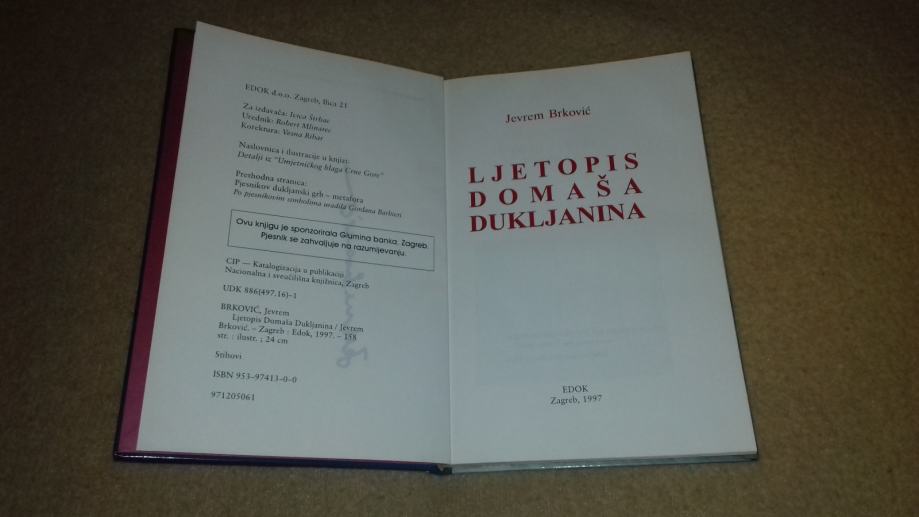 EDOK d.o.o. Zagreb, Ilica 21
Za izdavača: Ivica Štrbac
Urednik: Robert Mlinarec
Korektura: Vesna Ribar
Naslovnica i ilustracije u knjizi:
Detalji iz "Umjetničkog blaga Crne Gore"
Prethodna stranica:
Pjesnikov dukljanski grb – metafora
Po pjesnikovim simbolima uradila Gordana Barbieri
Ovu knjigu je sponzorirala Glumina banka, Zagreb.
Pjesnik se zahvaljuje na razumijevanju.
CIP — Katalogizacija u publikaciji
Nacionalna i sveučilišna knjižnica, Zagreb
UDK 886(497.16)–1
BRKOVIĆ, Jevrem
Ljetopis Domaša Dukljanina / Jevrem
Brković. – Zagreb : Edok, 1997. – 158
str. : ilustr. ; 24 cm
Stihovi
ISBN 953–97413–0–0
971205061
Jevrem Brković
LJETOPIS
DOMAŠA
DUKLJANINA
EDOK
Zagreb, 1997